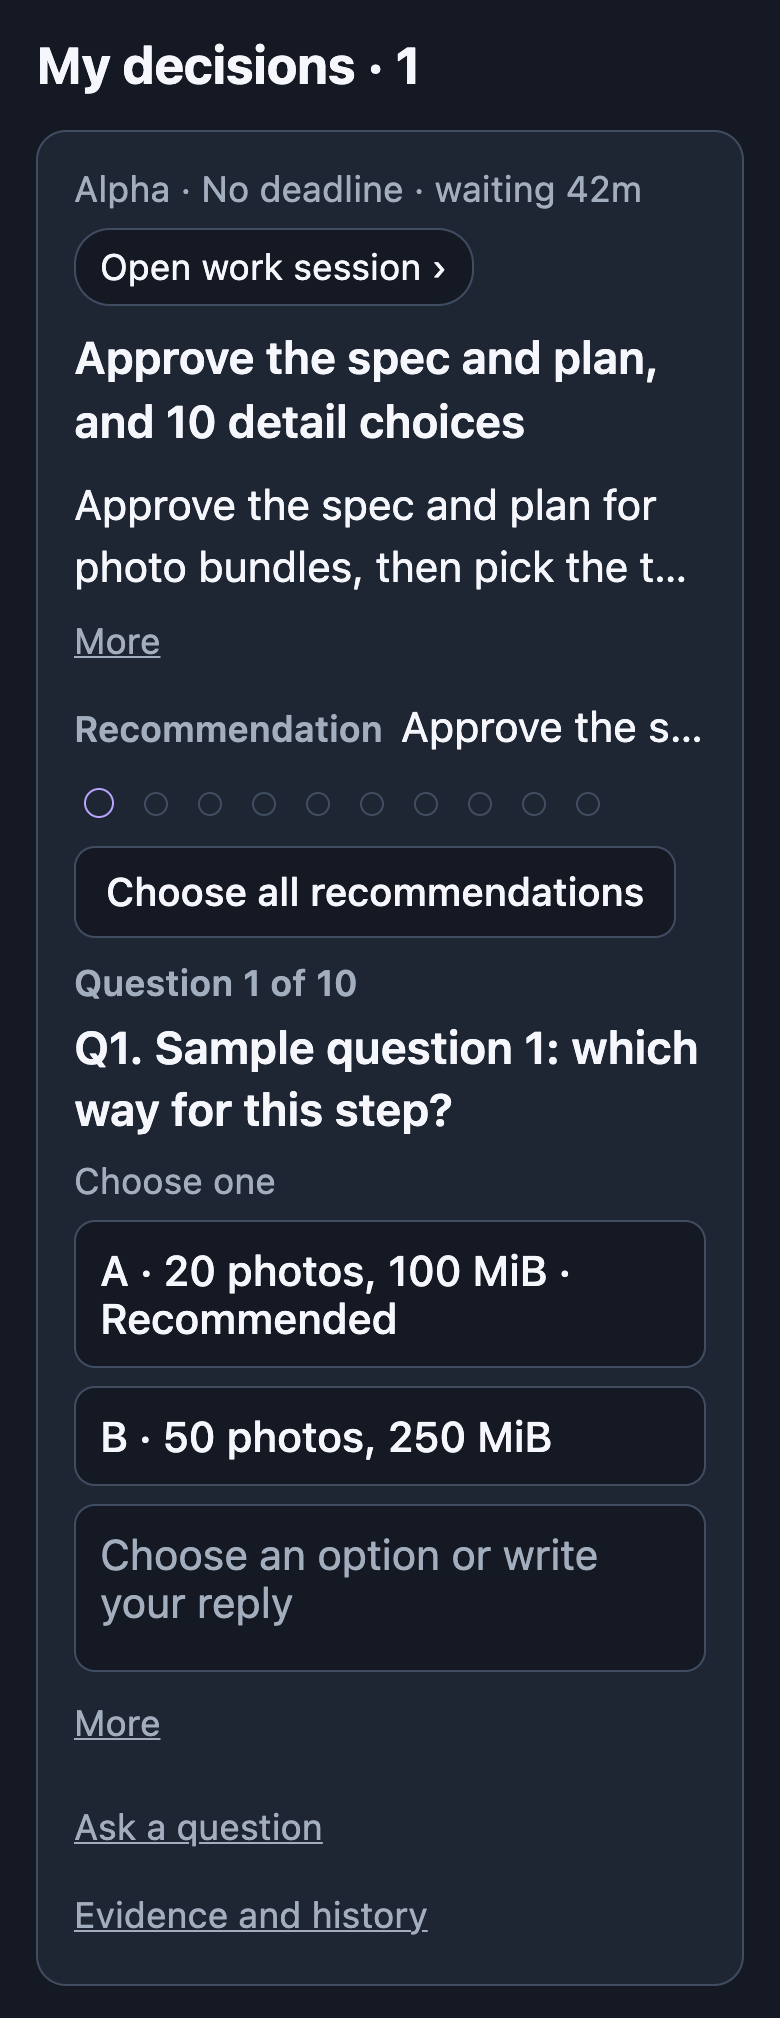 My decisions · 1
Alpha · No deadline · waiting 42m
Open work session ›
Approve the spec and plan,
and 10 detail choices
Approve the spec and plan for
photo bundles, then pick the t...
More
Recommendation Approve the s...
Choose all recommendations
Question 1 of 10
Q1. Sample question 1: which
way for this step?
Choose one
A · 20 photos, 100 MiB ·
Recommended
B · 50 photos, 250 MiB
Choose an option or write
your reply
More
Ask a question
Evidence and history